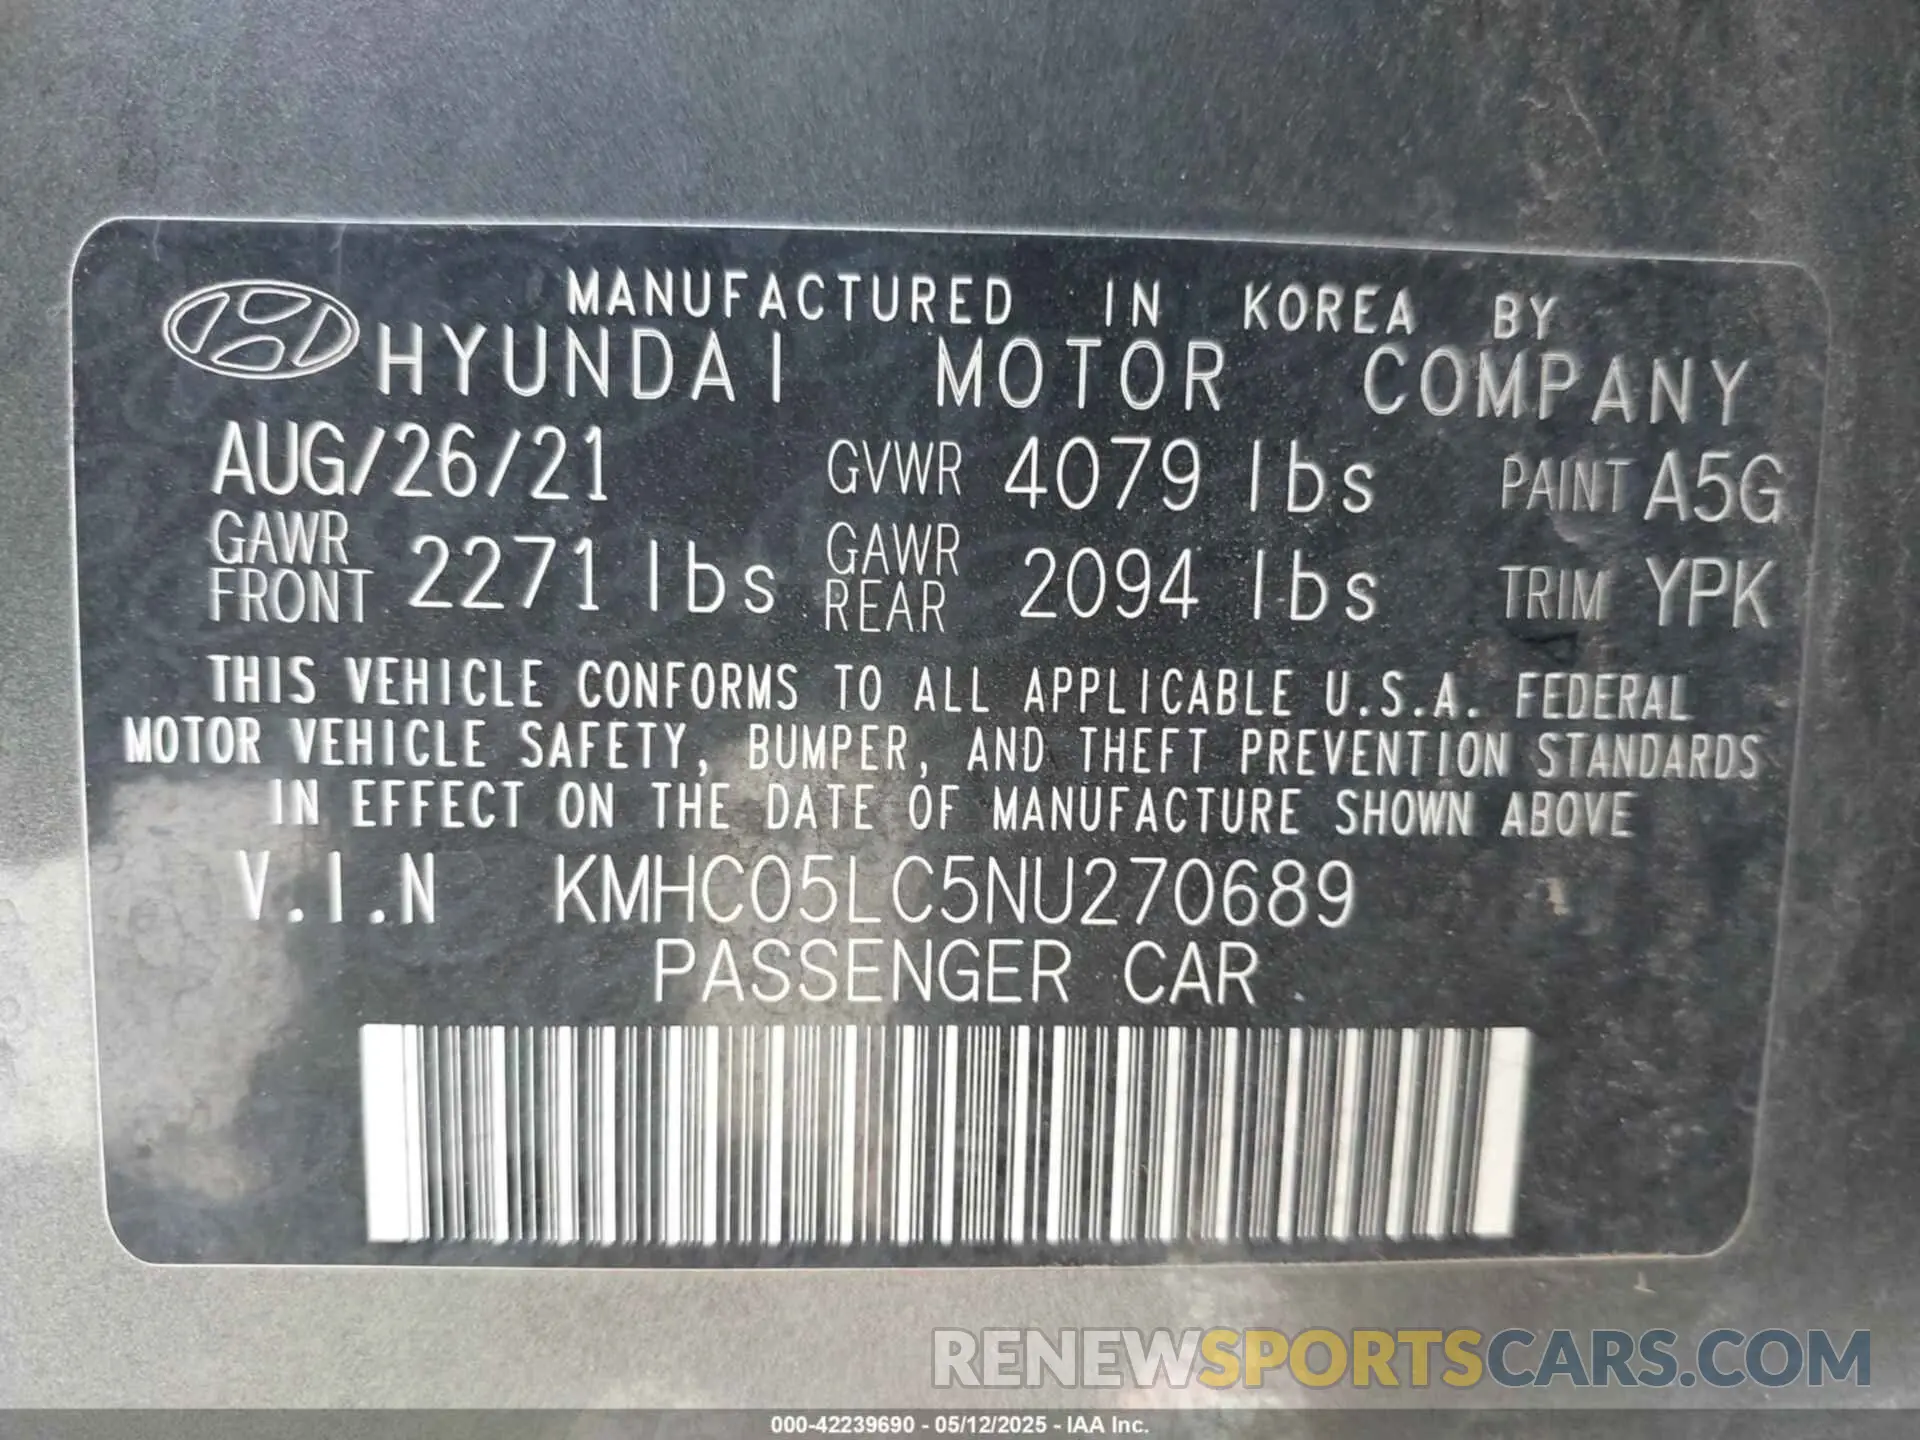 MANUFACTURED IN KOREA BY
HYUNDAI MOTOR COMPANY
AUG/26/21 GVWR 4079 lbs PAINT A5G
GAWR FRONT 2271 lbs GAWR REAR 2094 lbs TRIM YPK
THIS VEHICLE CONFORMS TO ALL APPLICABLE U.S.A. FEDERAL
MOTOR VEHICLE SAFETY, BUMPER, AND THEFT PREVENTION STANDARDS
IN EFFECT ON THE DATE OF MANUFACTURE SHOWN ABOVE
V.I.N KMHC05LC5NU270689
PASSENGER CAR
RENEWSPORTSCARS.COM
000-42239690 - 05/12/2025 - IAA Inc.